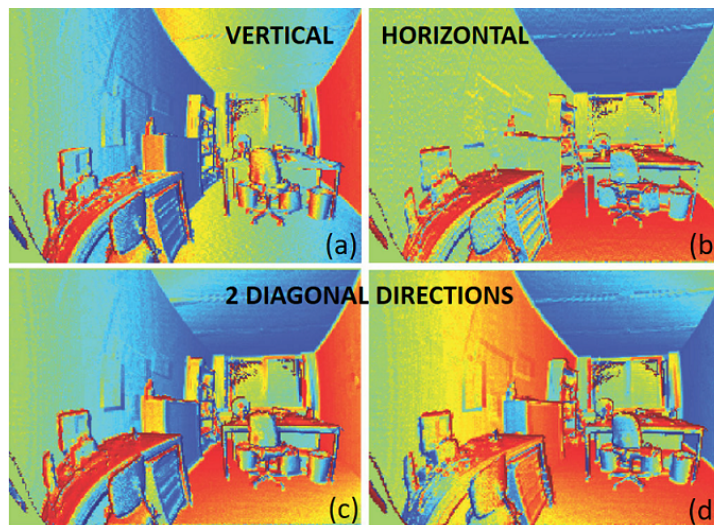 VERTICAL
HORIZONTAL
(a)
(b)
2 DIAGONAL DIRECTIONS
(c)
(d)